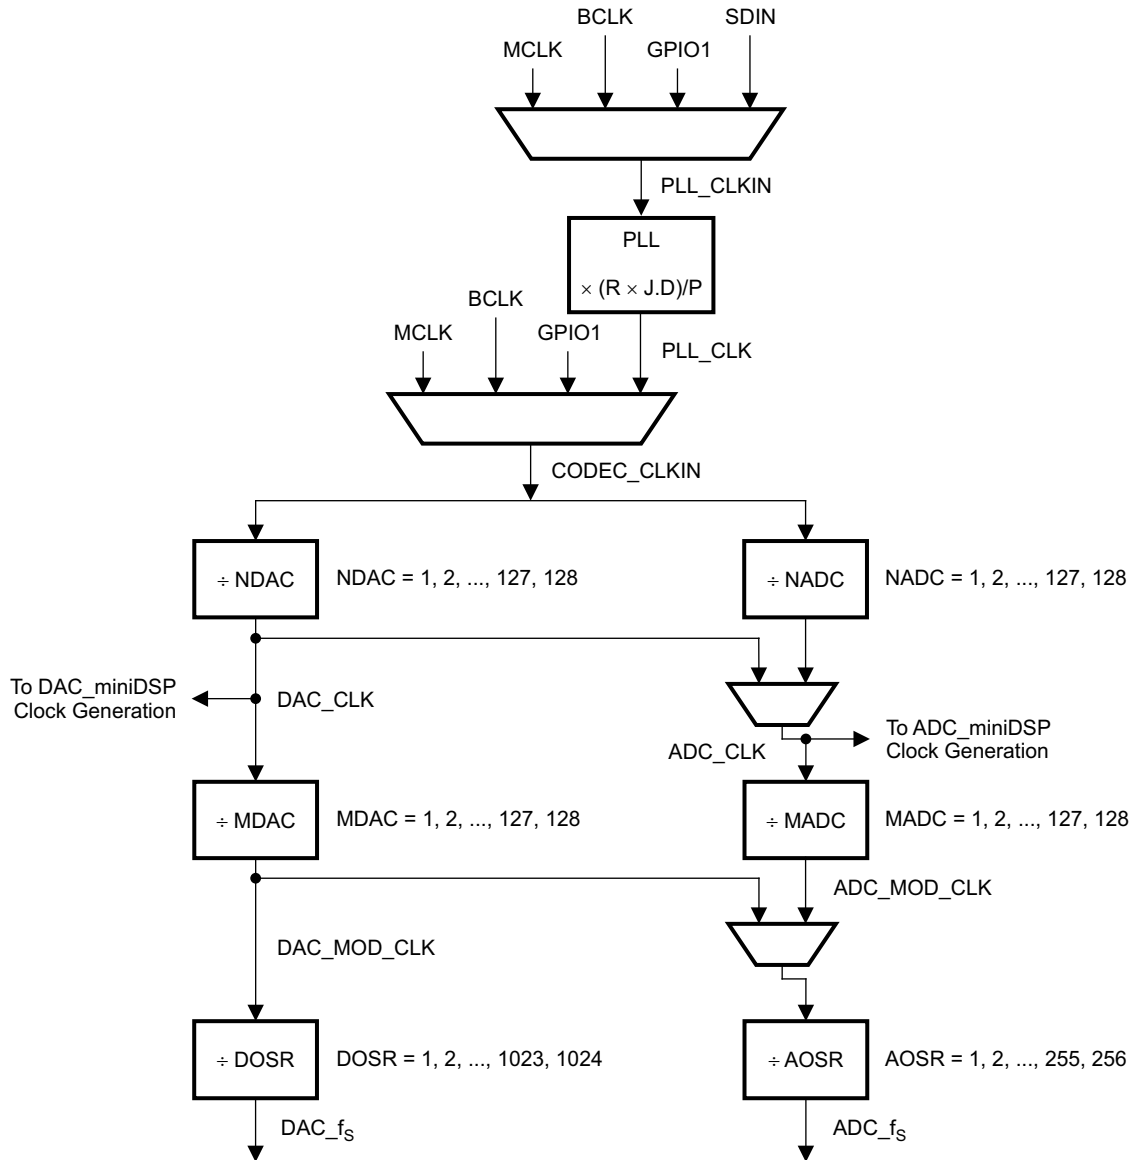 BCLK
SDIN
MCLK
GPIO1
PLL_CLKIN
PLL
× (R × J.D)/P
BCLK
MCLK
GPIO1
PLL_CLK
CODEC_CLKIN
÷ NDAC
NDAC = 1, 2, ..., 127, 128
÷ NADC
NADC = 1, 2, ..., 127, 128
To DAC_miniDSP
Clock Generation
DAC_CLK
To ADC_miniDSP
Clock Generation
ADC_CLK
÷ MDAC
MDAC = 1, 2, ..., 127, 128
÷ MADC
MADC = 1, 2, ..., 127, 128
ADC_MOD_CLK
DAC_MOD_CLK
÷ DOSR
DOSR = 1, 2, ..., 1023, 1024
÷ AOSR
AOSR = 1, 2, ..., 255, 256
DAC_fS
ADC_fS